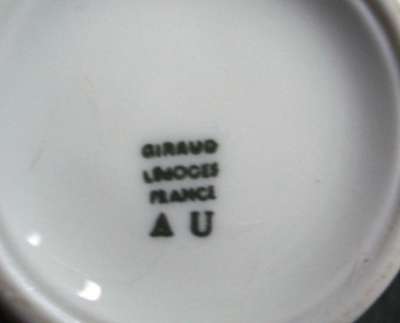 GIRAUD
LIMOGES
FRANCE
▲ U